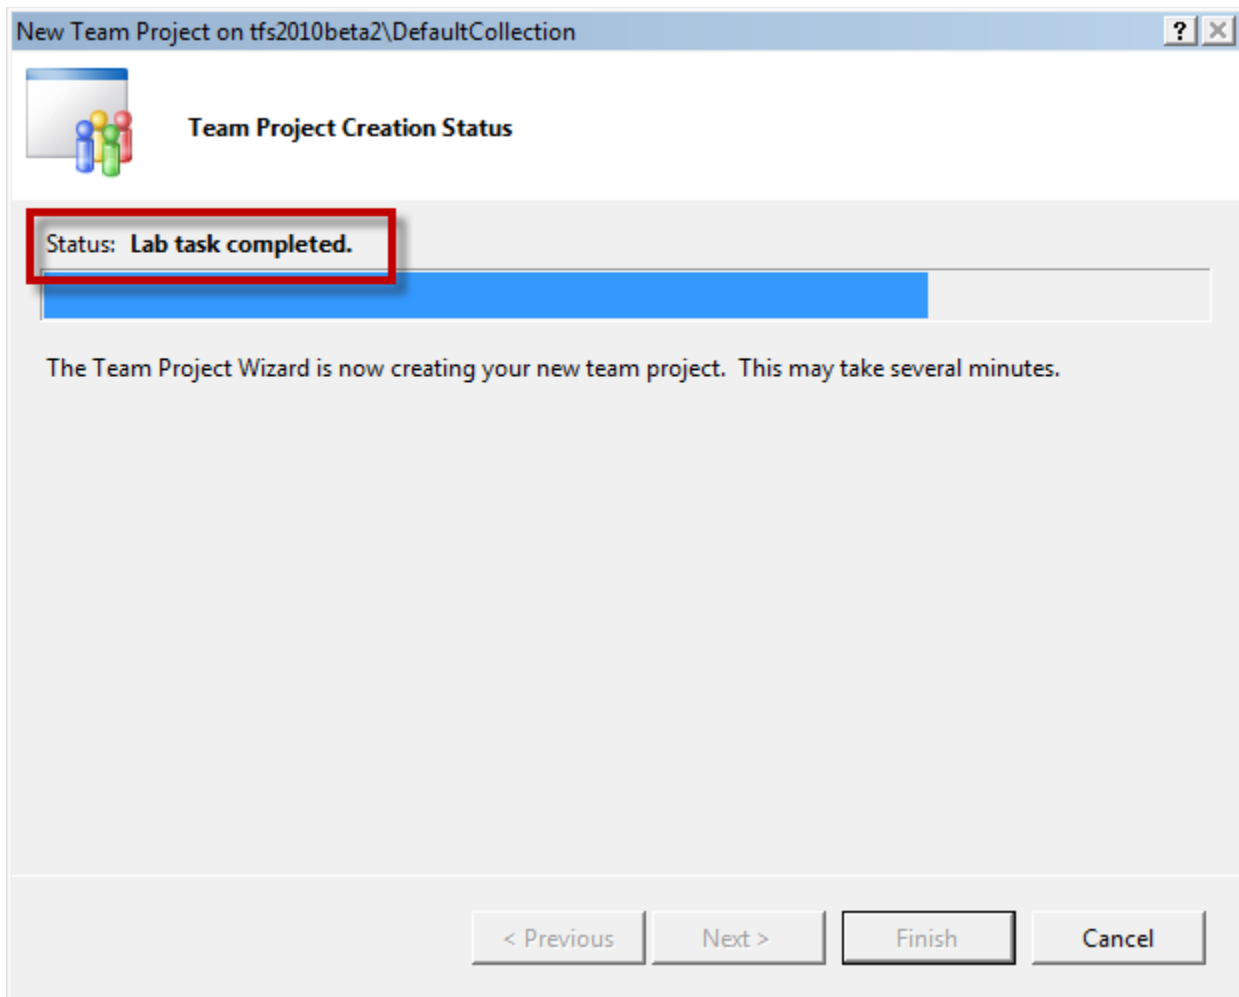 New Team Project on tfs2010beta2\DefaultCollection
?
Team Project Creation Status
Status: Lab task completed.
The Team Project Wizard is now creating your new team project.  This may take several minutes.
< Previous Next > Finish Cancel